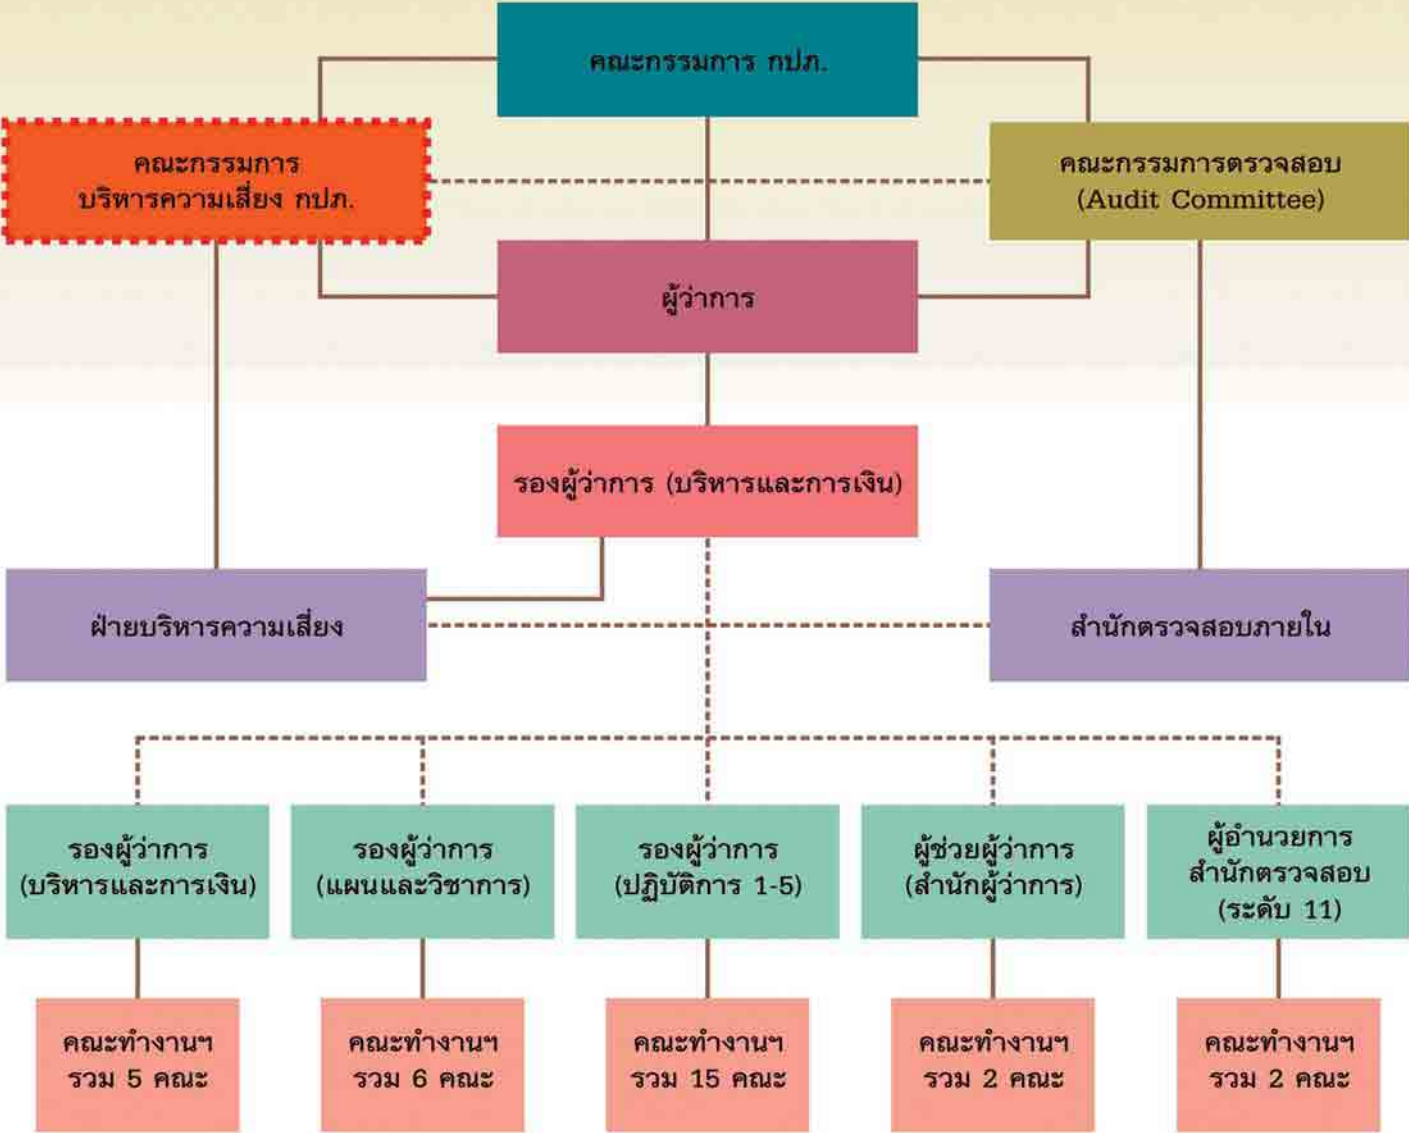 คณะกรรมการ กปภ.
คณะกรรมการ
บริหารความเสี่ยง กปภ.
คณะกรรมการตรวจสอบ
(Audit Committee)
ผู้ว่าการ
รองผู้ว่าการ (บริหารและการเงิน)
ฝ่ายบริหารความเสี่ยง
สำนักตรวจสอบภายใน
รองผู้ว่าการ
(บริหารและการเงิน)
รองผู้ว่าการ
(แผนและวิชาการ)
รองผู้ว่าการ
(ปฏิบัติการ 1-5)
ผู้ช่วยผู้ว่าการ
(สำนักผู้ว่าการ)
ผู้อำนวยการ
สำนักตรวจสอบ
(ระดับ 11)
คณะทำงานฯ
รวม 5 คณะ
คณะทำงานฯ
รวม 6 คณะ
คณะทำงานฯ
รวม 15 คณะ
คณะทำงานฯ
รวม 2 คณะ
คณะทำงานฯ
รวม 2 คณะ